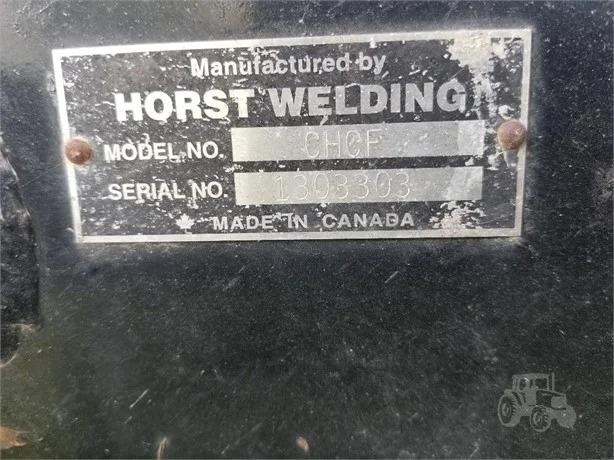 Manufactured by
HORST WELDING
MODEL NO. CHCF
SERIAL NO 1303303
MADE IN CANADA